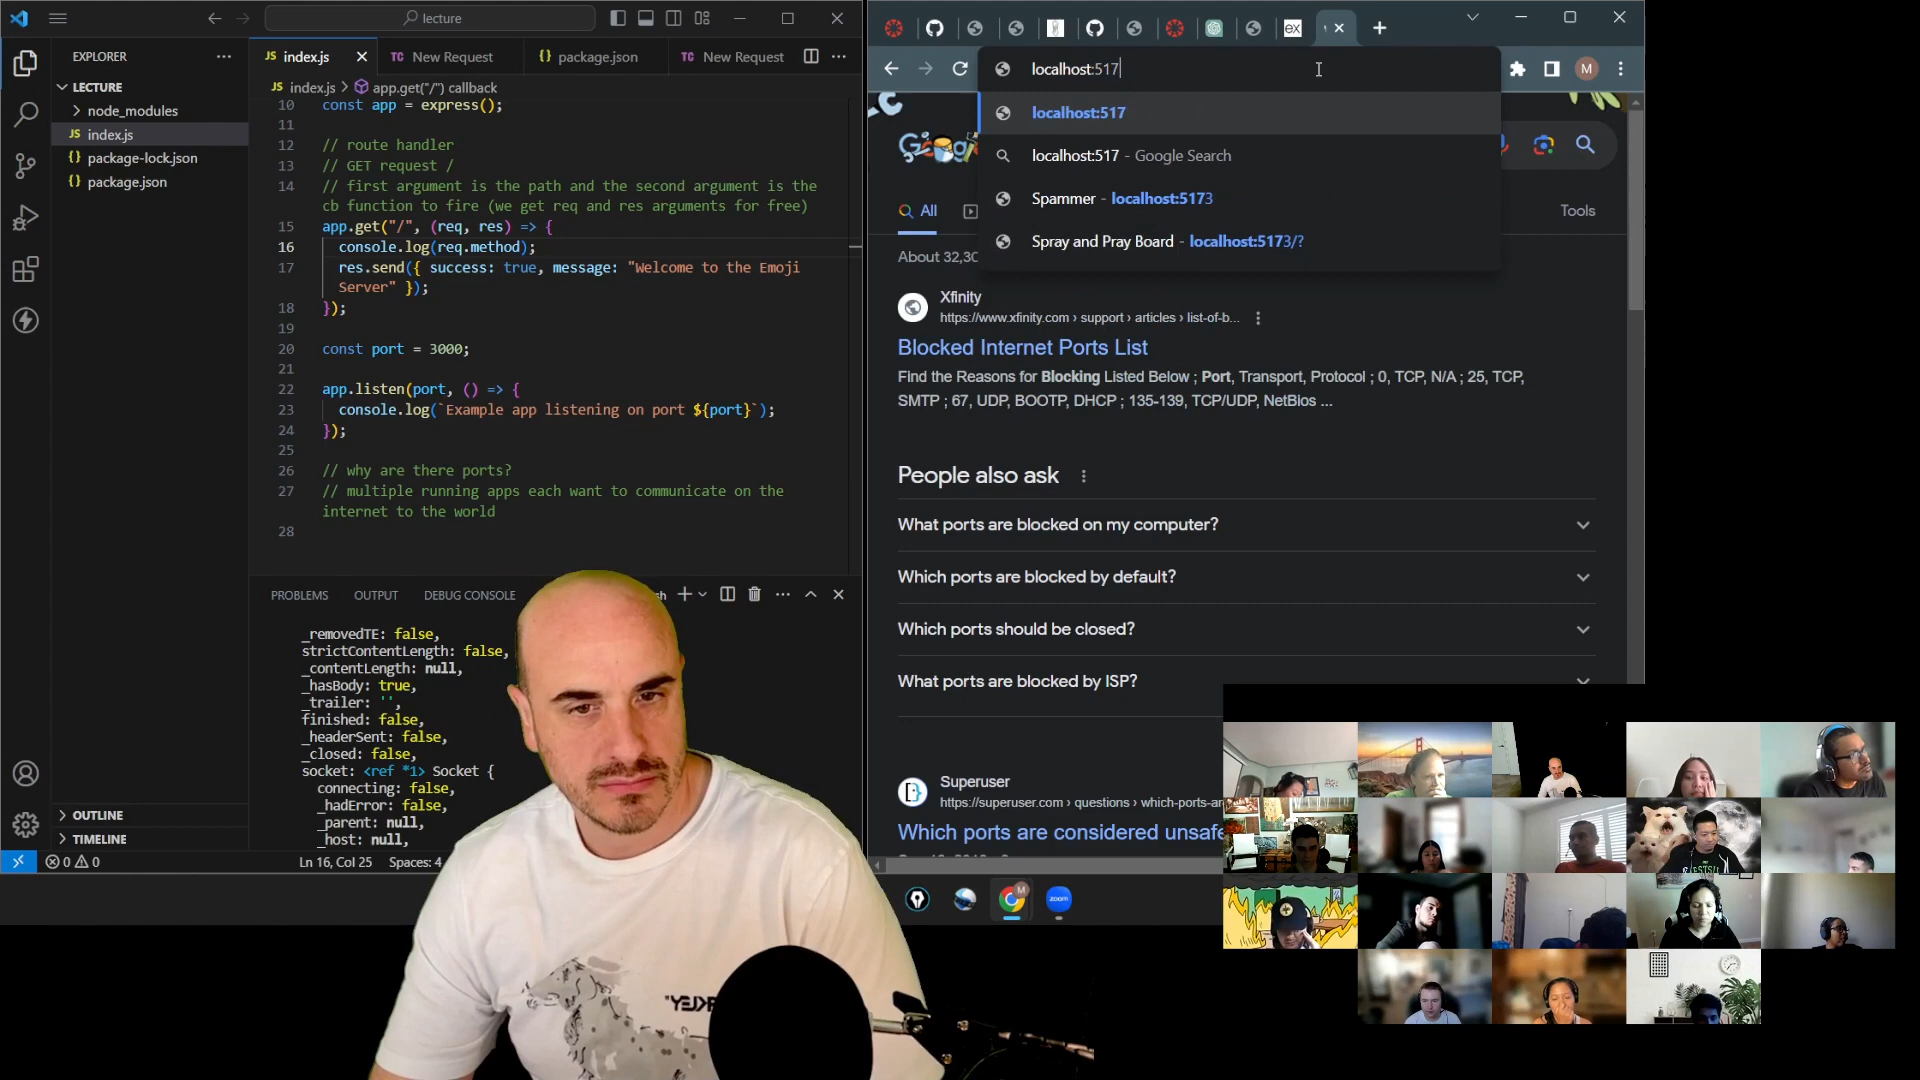 lecture
EXPLORER
LECTURE
node_modules
JS index.js
{} package-lock.json
{} package.json
OUTLINE
TIMELINE
JS index.js
TC New Request
{} package.json
TC New Request
JS index.js > app.get("/") callback
10 const app = express();
11
12 // route handler
13 // GET request /
14 // first argument is the path and the second argument is the
cb function to fire (we get req and res arguments for free)
15 app.get("/", (req, res) => {
16 console.log(req.method);
17 res.send({ success: true, message: "Welcome to the Emoji
Server" });
18 });
19
20 const port = 3000;
21
22 app.listen(port, () => {
23 console.log(`Example app listening on port ${port}`);
24 });
25
26 // why are there ports?
27 // multiple running apps each want to communicate on the
internet to the world
28
PROBLEMS OUTPUT DEBUG CONSOLE
_removedTE: false,
strictContentLength: false,
_contentLength: null,
_hasBody: true,
_trailer: '',
finished: false,
_headerSent: false,
_closed: false,
socket: <ref *1> Socket {
connecting: false,
_hadError: false,
_parent: null,
_host: null,
0 0
Ln 16, Col 25 Spaces: 4
ex
localhost:517
M
localhost:517
localhost:517 - Google Search
Spammer - localhost:5173
Spray and Pray Board - localhost:5173/?
All
Tools
About 32,30
Xfinity
https://www.xfinity.com › support › articles › list-of-b...
Blocked Internet Ports List
Find the Reasons for Blocking Listed Below ; Port, Transport, Protocol ; 0, TCP, N/A ; 25, TCP,
SMTP ; 67, UDP, BOOTP, DHCP ; 135-139, TCP/UDP, NetBios ...
People also ask
What ports are blocked on my computer?
Which ports are blocked by default?
Which ports should be closed?
What ports are blocked by ISP?
Superuser
https://superuser.com › questions ›
Which ports are considered
zoom